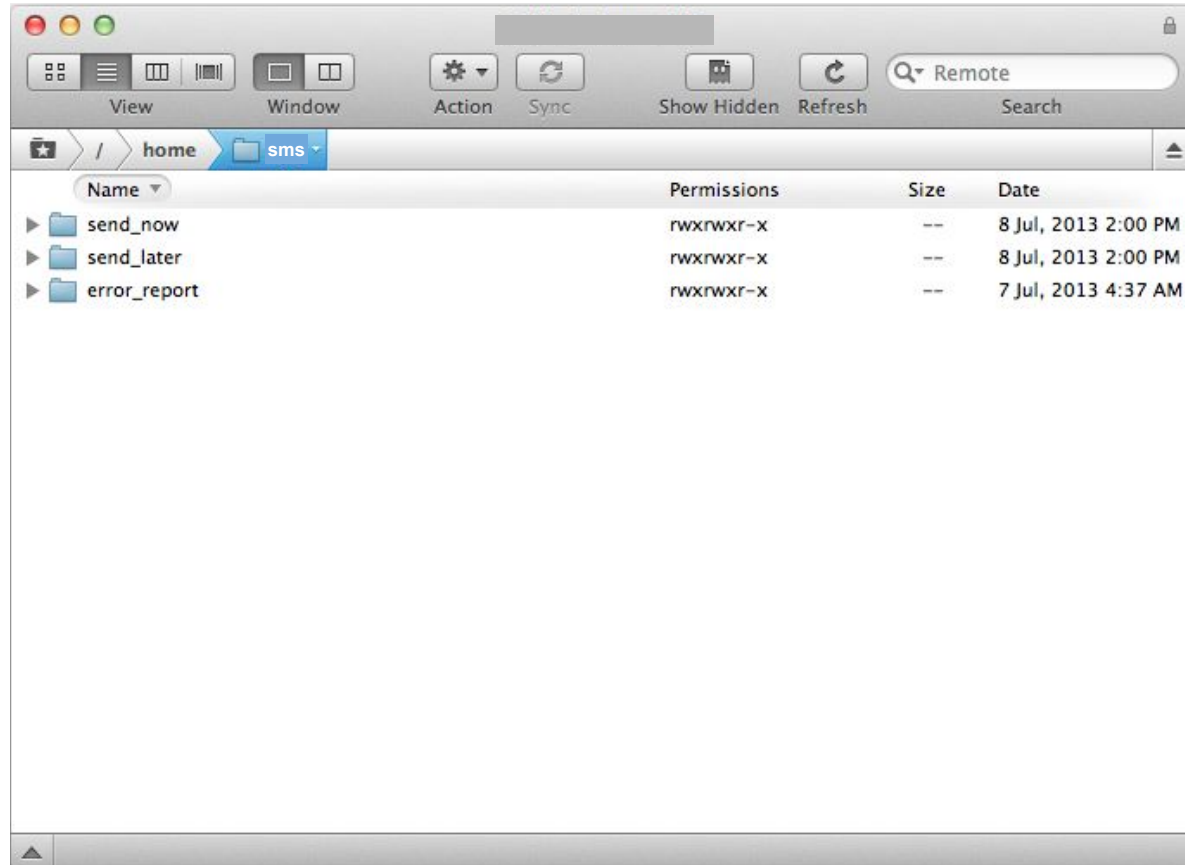 Remote
View Window Action Sync Show Hidden Refresh Search
/ home sms
Name Permissions Size Date
send_now rwxrwxr-x -- 8 Jul, 2013 2:00 PM
send_later rwxrwxr-x -- 8 Jul, 2013 2:00 PM
error_report rwxrwxr-x -- 7 Jul, 2013 4:37 AM